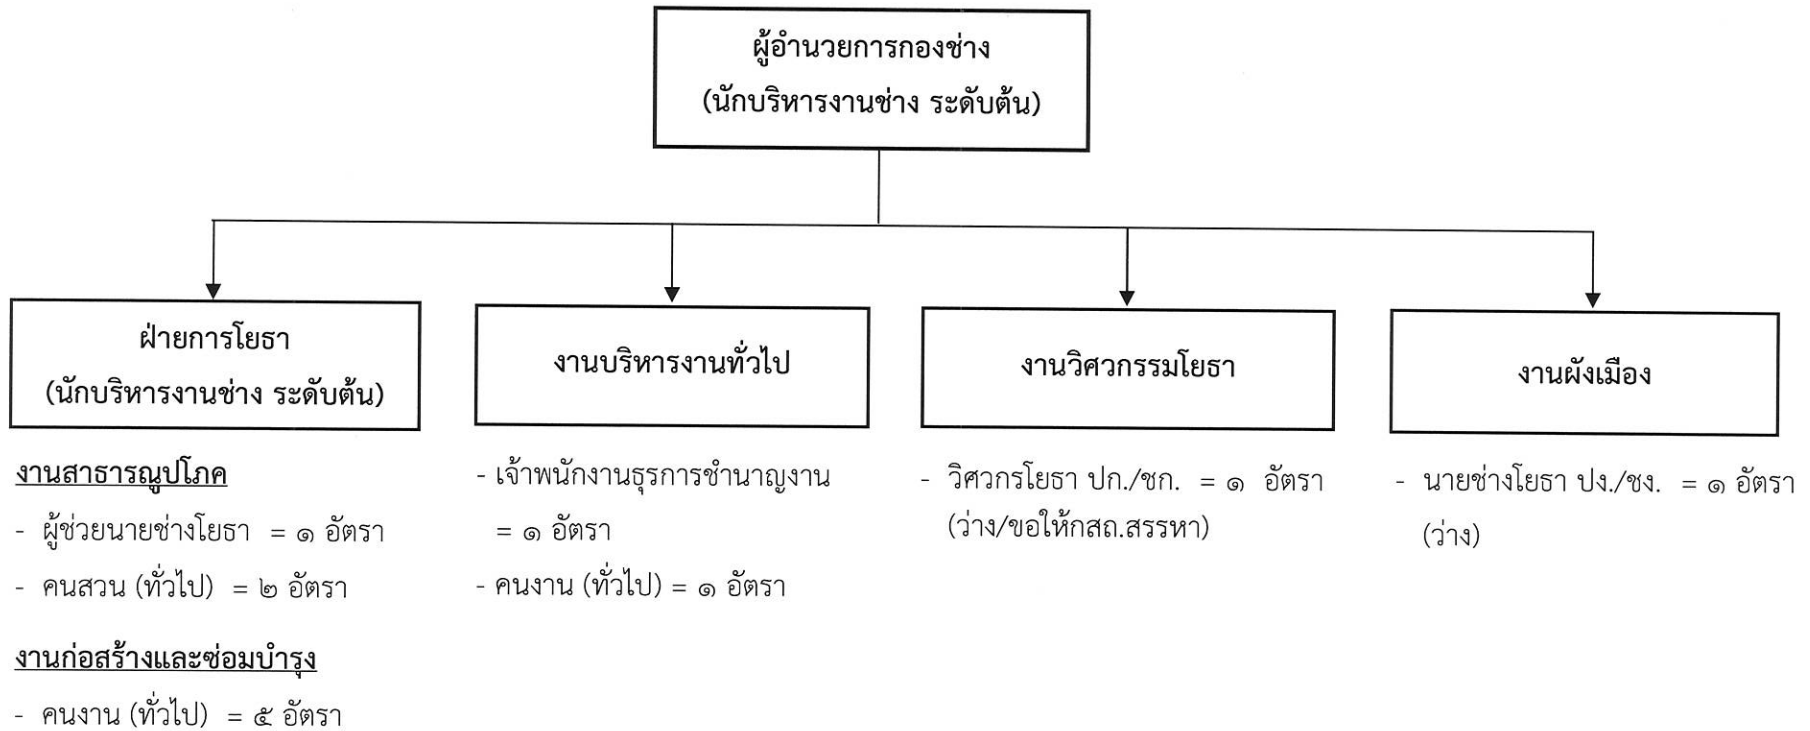 ผู้อำนวยการกองช่าง
(นักบริหารงานช่าง ระดับต้น)
ฝ่ายการโยธา
(นักบริหารงานช่าง ระดับต้น)
งานสาธารณูปโภค
- ผู้ช่วยนายช่างโยธา = ๑ อัตรา
- คนสวน (ทั่วไป) = ๒ อัตรา
งานก่อสร้างและซ่อมบำรุง
- คนงาน (ทั่วไป) = ๕ อัตรา
งานบริหารงานทั่วไป
- เจ้าพนักงานธุรการชำนาญงาน
= ๑ อัตรา
- คนงาน (ทั่วไป) = ๑ อัตรา
งานวิศวกรรมโยธา
- วิศวกรโยธา ปก./ชก. = ๑ อัตรา
(ว่าง/ขอให้กสถ.สรรหา)
งานผังเมือง
- นายช่างโยธา ปง./ชง. = ๑ อัตรา
(ว่าง)